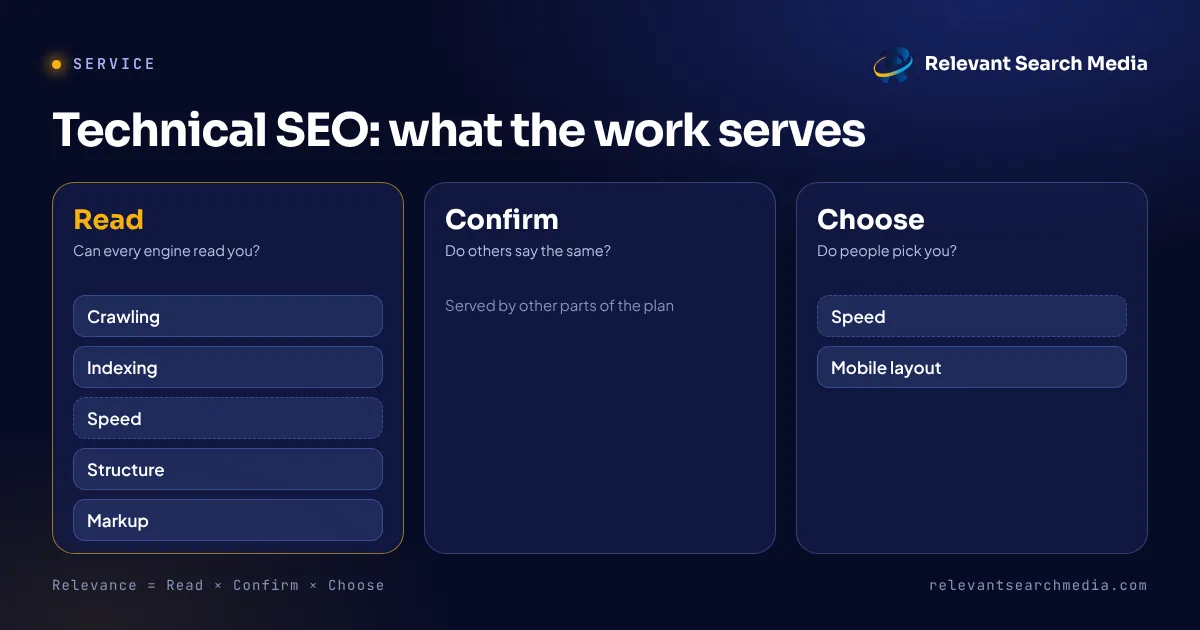 SERVICE
Relevant Search Media
Technical SEO: what the work serves
Read
Can every engine read you?
Crawling
Indexing
Speed
Structure
Markup
Confirm
Do others say the same?
Served by other parts of the plan
Choose
Do people pick you?
Speed
Mobile layout
Relevance = Read × Confirm × Choose
relevantsearchmedia.com